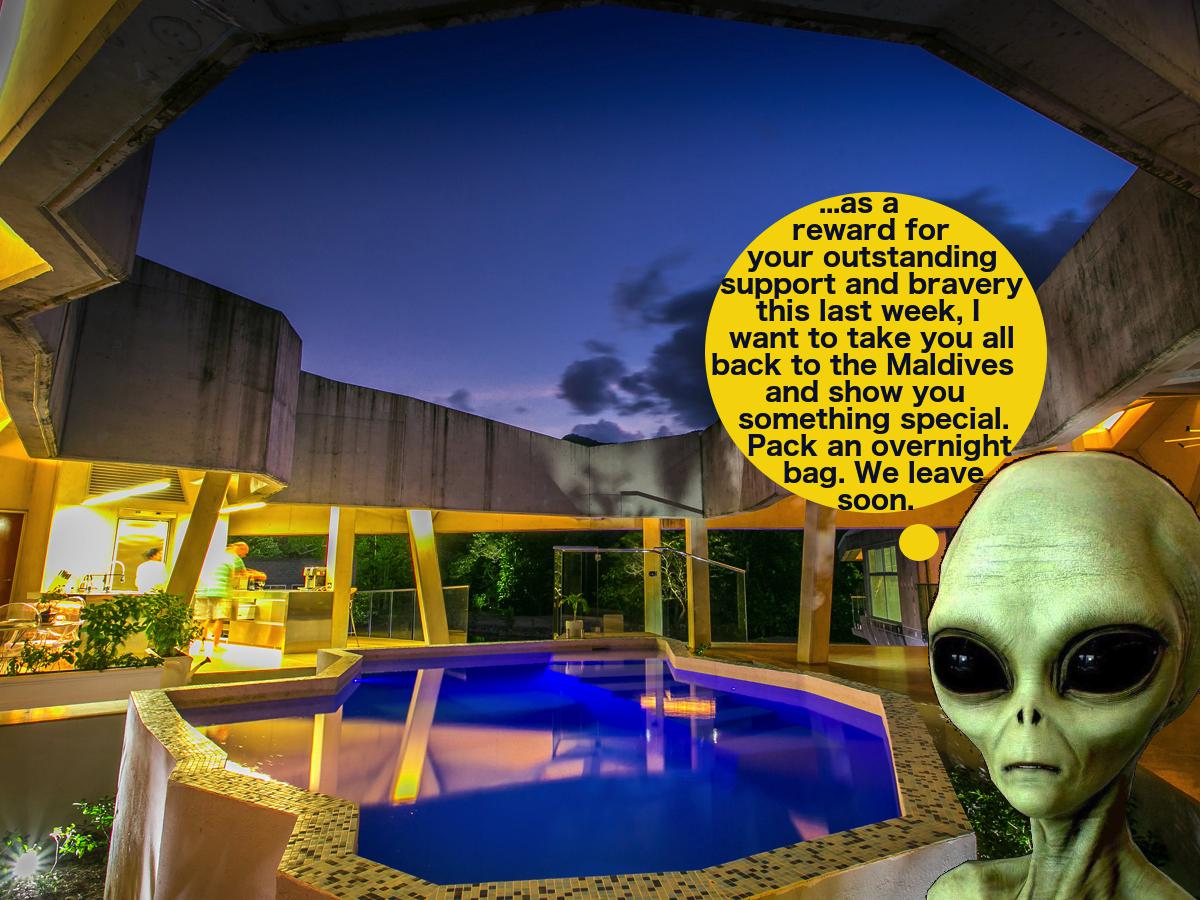 ...as a
reward for
your outstanding
support and bravery
this last week, I
want to take you all
back to the Maldives
and show you
something special.
Pack an overnight
bag. We leave
soon.